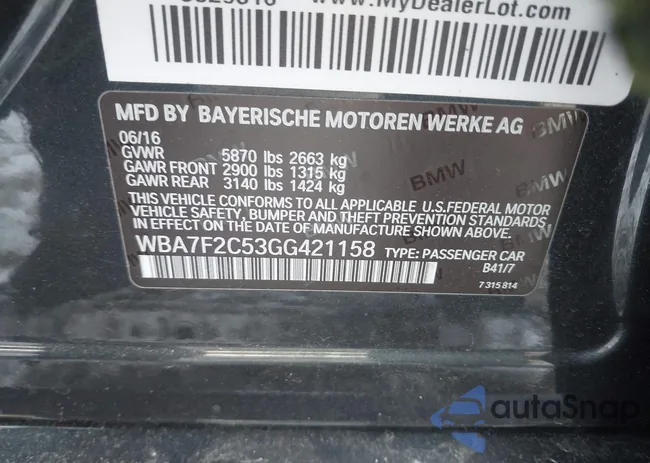 www.MyDealerLot.com
MFD BY BAYERISCHE MOTOREN WERKE AG
06/16
GVWR 5870 lbs 2663 kg
GAWR FRONT 2900 lbs 1315 kg
GAWR REAR 3140 lbs 1424 kg
THIS VEHICLE CONFORMS TO ALL APPLICABLE U.S.FEDERAL MOTOR
VEHICLE SAFETY, BUMPER AND THEFT PREVENTION STANDARDS
IN EFFECT ON THE DATE OF MANUFACTURE SHOWN ABOVE.
WBA7F2C53GG421158 TYPE: PASSENGER CAR
B41/7
7 315 814
BMW
BMW
autoSnap